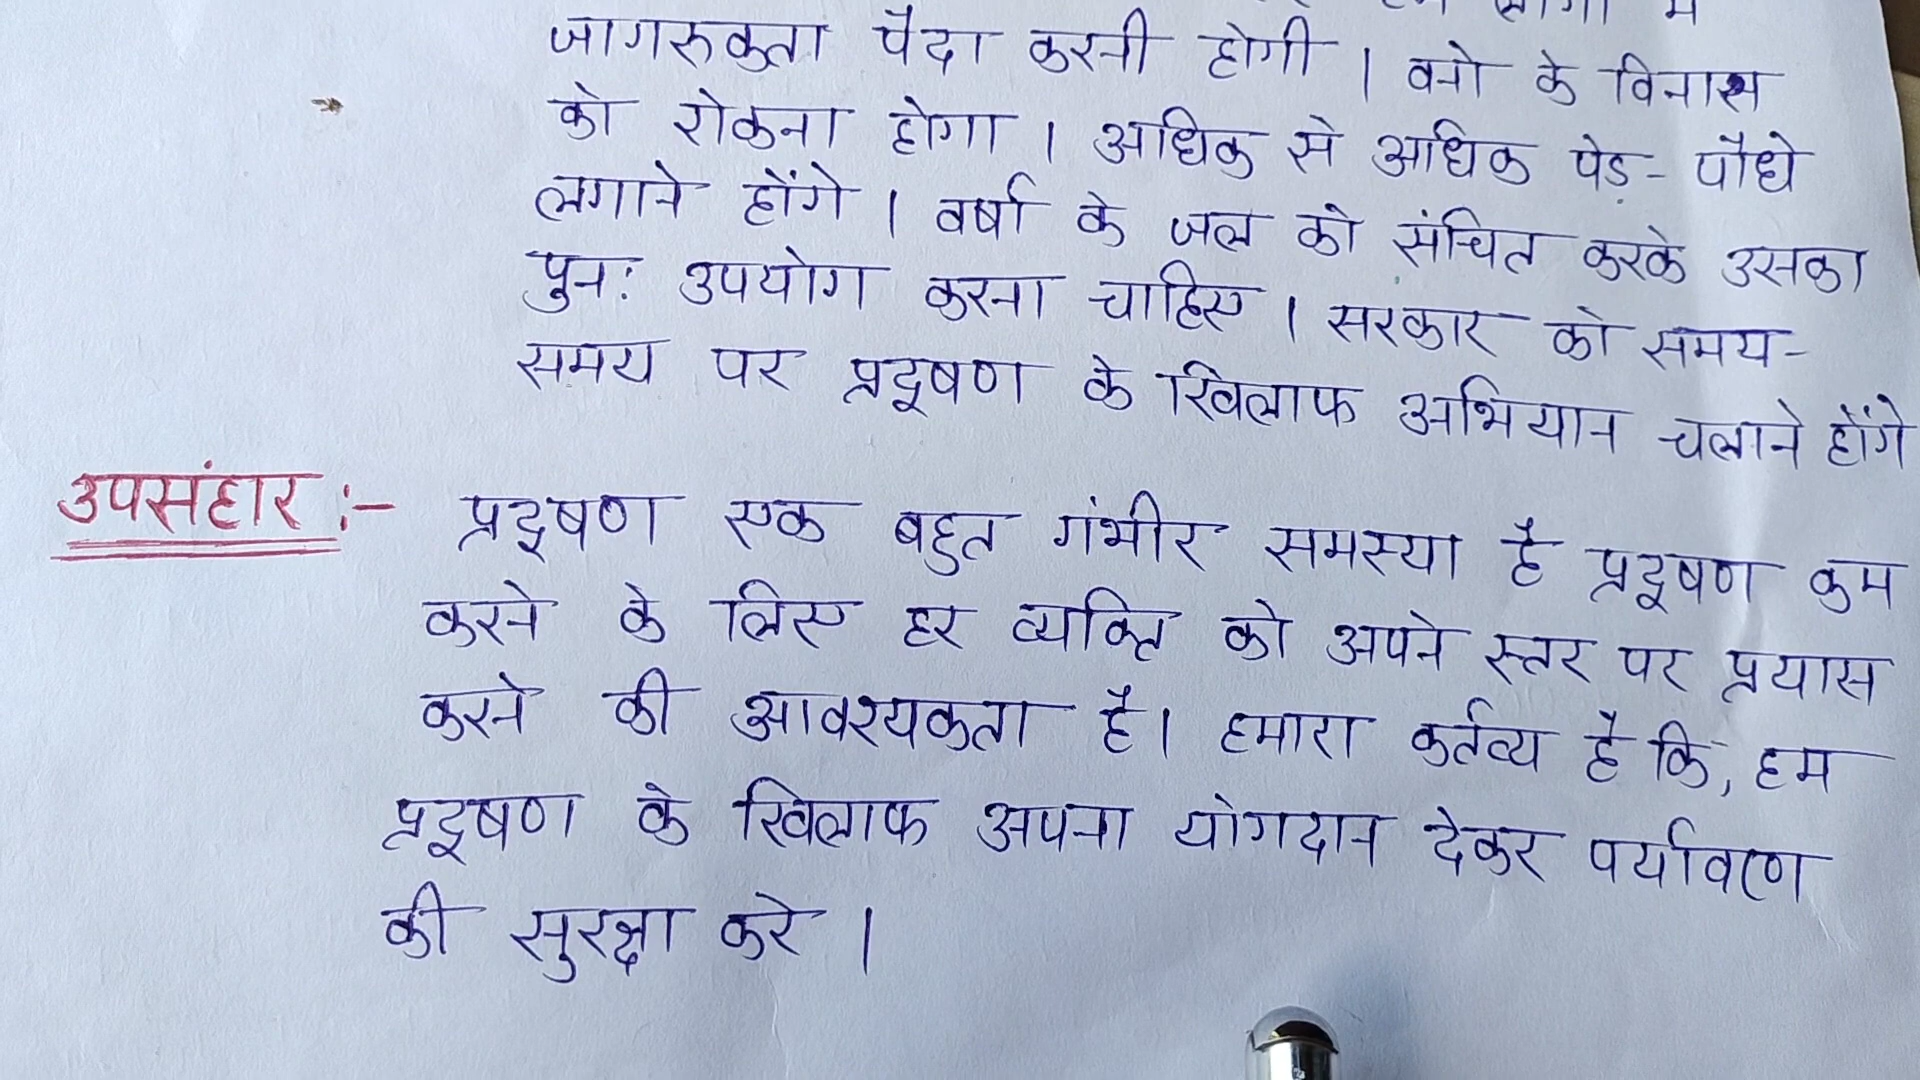 लोगो में
जागरुकता पैदा करनी होगी । वनो के विनाश
को रोकना होगा । अधिक से अधिक पेड़ - पौधे
लगाने होंगे । वर्षा के जल को संचित करके उसका
पुनः उपयोग करना चाहिए । सरकार को समय-
समय पर प्रदूषण के खिलाफ अभियान चलाने होंगे
उपसंहार :- प्रदूषण एक बहुत गंभीर समस्या है प्रदूषण कम
करने के लिए हर व्यक्ति को अपने स्तर पर प्रयास
करने की आवश्यकता है। हमारा कर्तव्य है कि, हम
प्रदूषण के खिलाफ अपना योगदान देकर पर्यावरण
की सुरक्षा करे ।